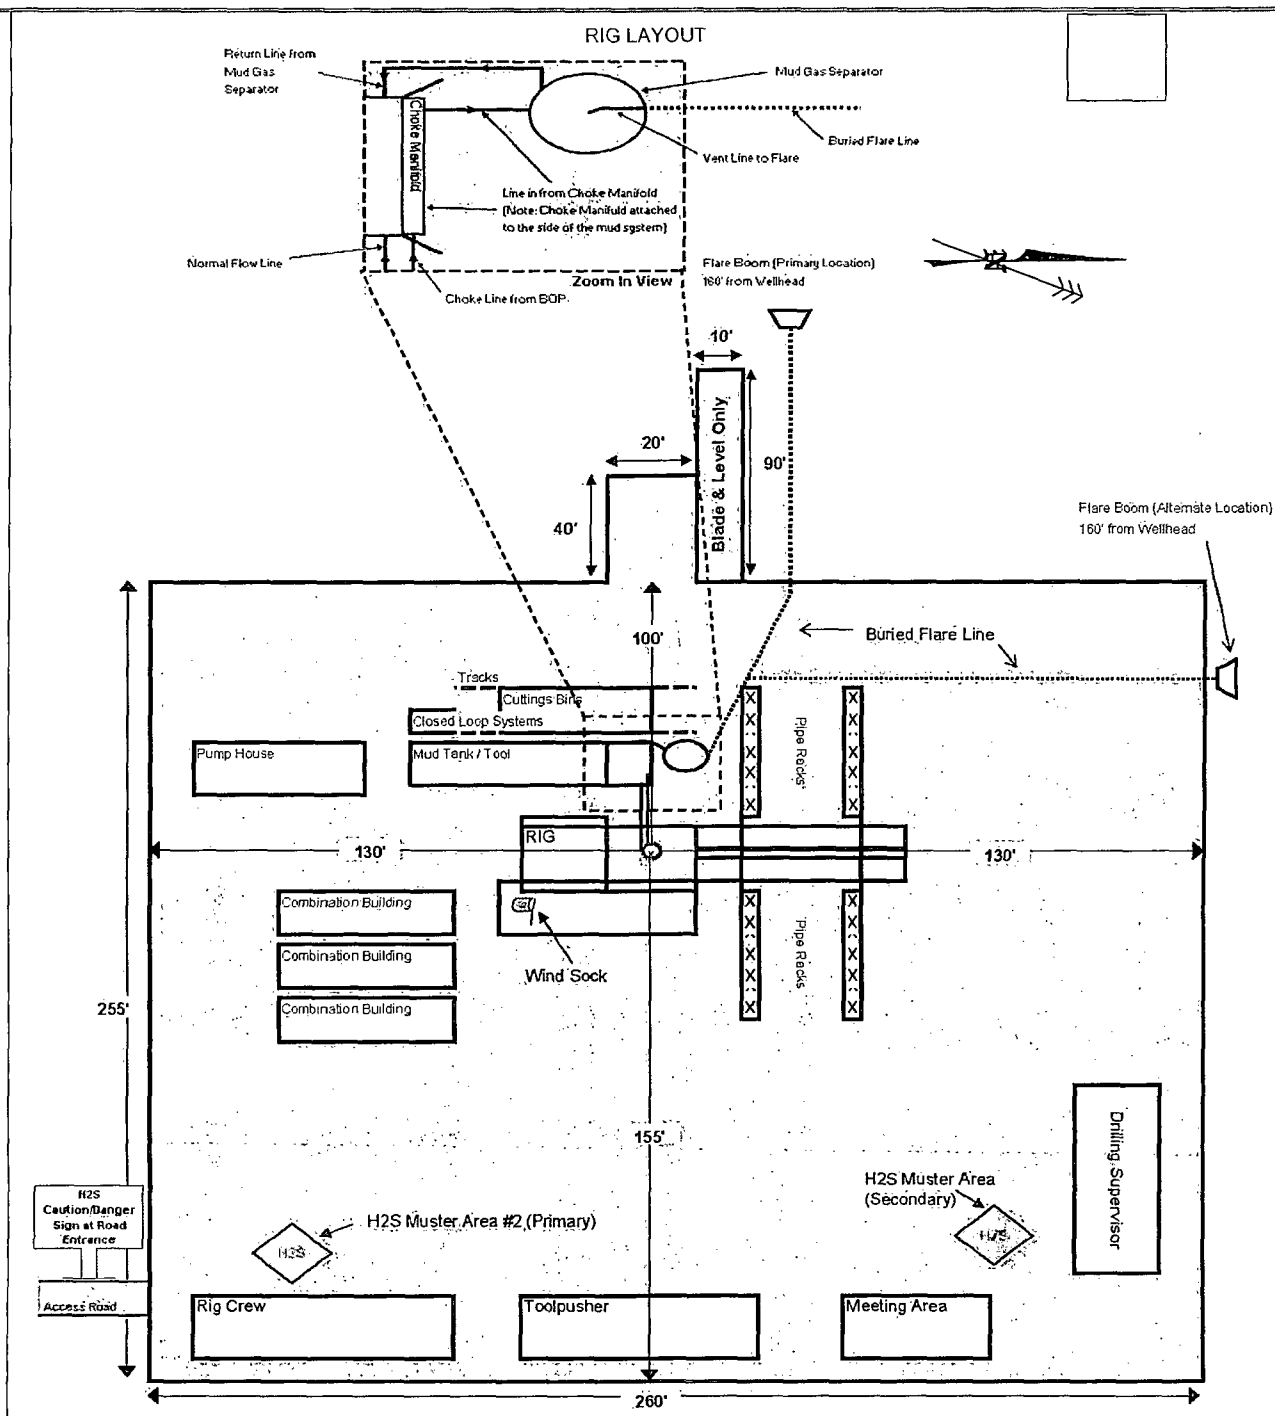 RIG LAYOUT
Return Line from
Mud Gas
Separator
Mud Gas Separator
Choke Manifold
Buried Flare Line
Vent Line to Flare
Line in from Choke Manifold
(Note: Choke Manifold attached
to the side of the mud system)
Normal Flow Line
Choke Line from BOP
Zoom In View
Flare Boom (Primary Location)
160' from Wellhead
10'
Blade & Level Only
90'
20'
40'
Flare Boom (Alternate Location)
160' from Wellhead
100'
Buried Flare Line
Tracks
Cuttings Bins
Closed Loop Systems
Pump House
Mud Tank / Tool
X
X
X
X
X
Pipe Racks
X
X
X
X
X
RIG
130'
130'
Combination Building
Combination Building
Combination Building
Wind Sock
X
X
X
X
X
Pipe Racks
X
X
X
X
X
255'
155'
Drilling Supervisor
H2S
Caution/Danger
Sign at Road
Entrance
H2S Muster Area #2 (Primary)
H2S
H2S Muster Area
(Secondary)
H2S
Access Road
Rig Crew
Toolpusher
Meeting Area
260'